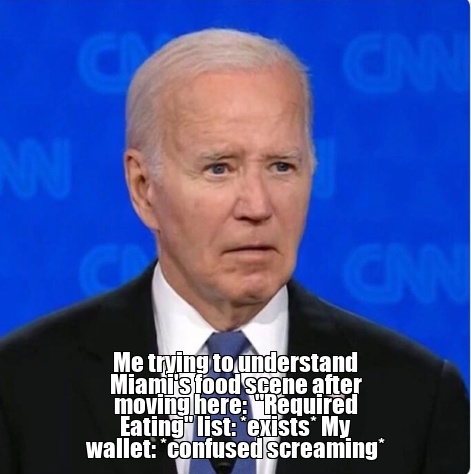 CNN
CNN
NN
CNN
CNN
Me trying to understand
Miami's food scene after
moving here: "Required
Eating" list: *exists* My
wallet: *confused screaming*